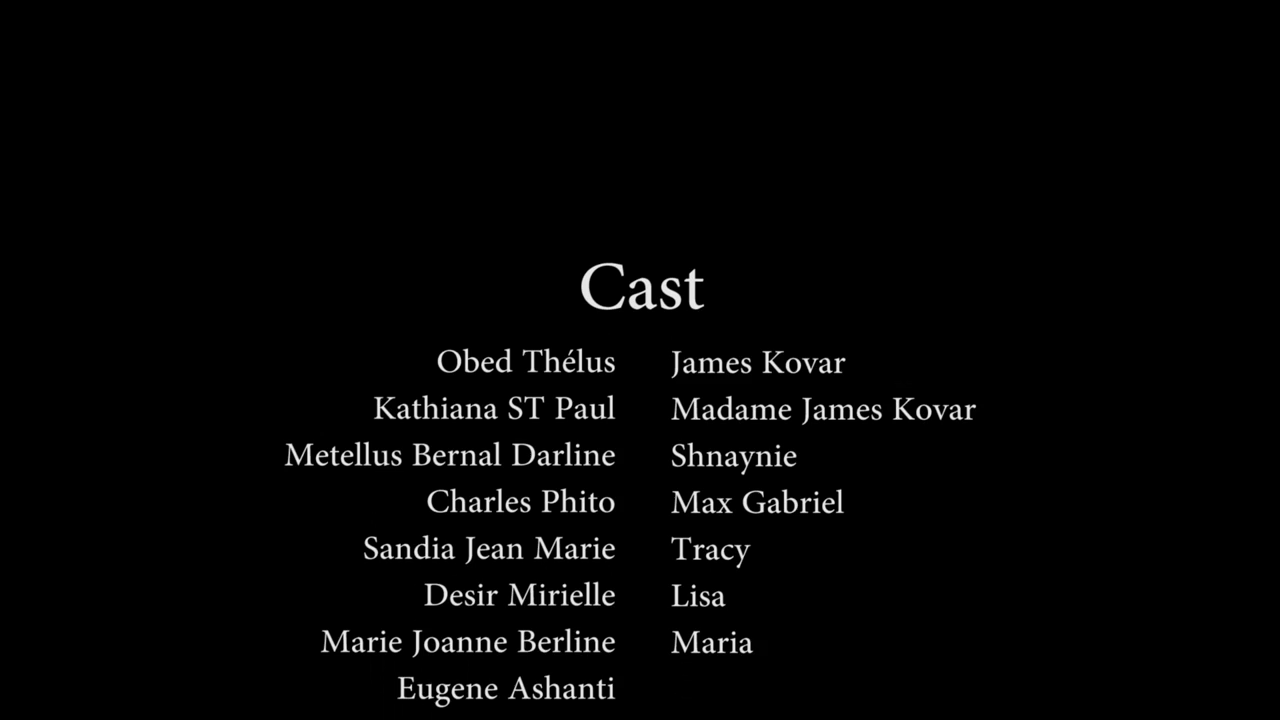 Cast
Obed Thélus James Kovar
Kathiana ST Paul Madame James Kovar
Metellus Bernal Darline Shnaynie
Charles Phito Max Gabriel
Sandia Jean Marie Tracy
Desir Mirielle Lisa
Marie Joanne Berline Maria
Eugene Ashanti